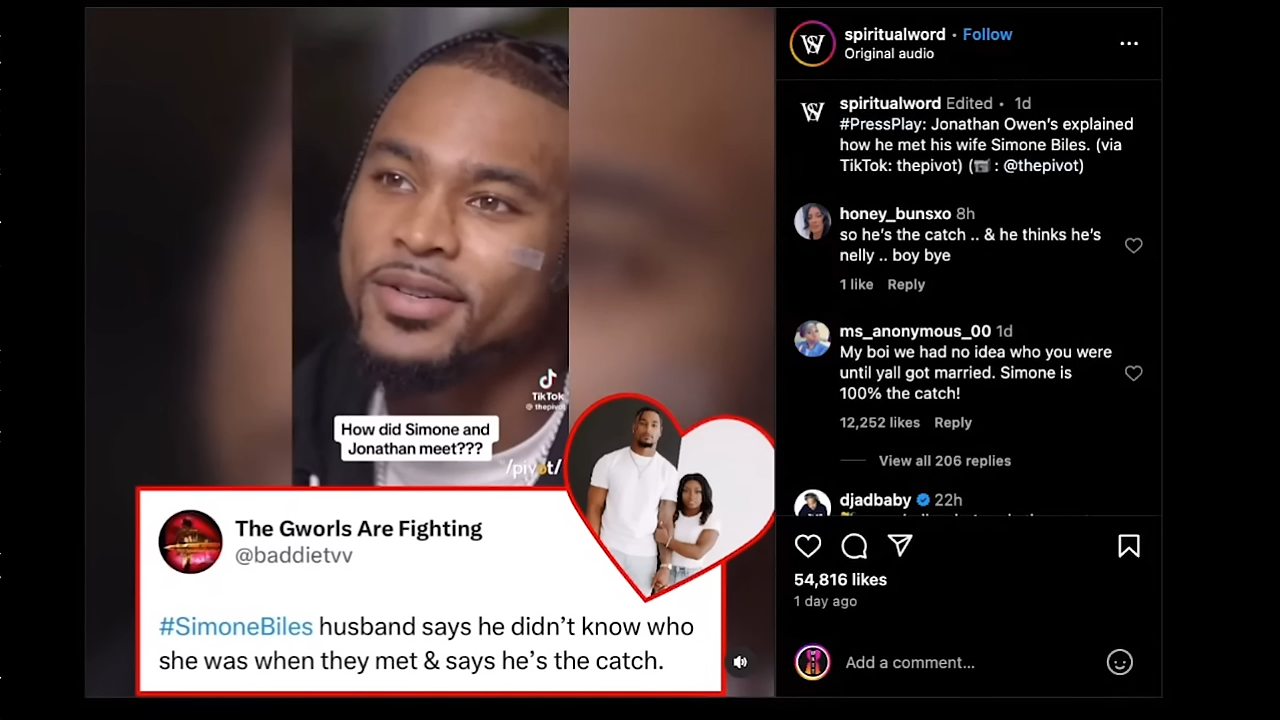 TikTok
@ thepivot
How did Simone and
Jonathan meet???
/pivot/
The Gworls Are Fighting
@baddietvv
#SimoneBiles husband says he didn't know who
she was when they met & says he's the catch.
spiritualword • Follow
Original audio
spiritualword Edited • 1d
#PressPlay: Jonathan Owen's explained
how he met his wife Simone Biles. (via
TikTok: thepivot) (📹 : @thepivot)
honey_bunsxo 8h
so he's the catch .. & he thinks he's
nelly .. boy bye
1 like Reply
ms_anonymous_00 1d
My boi we had no idea who you were
until yall got married. Simone is
100% the catch!
12,252 likes Reply
View all 206 replies
djadbaby 22h
54,816 likes
1 day ago
Add a comment...